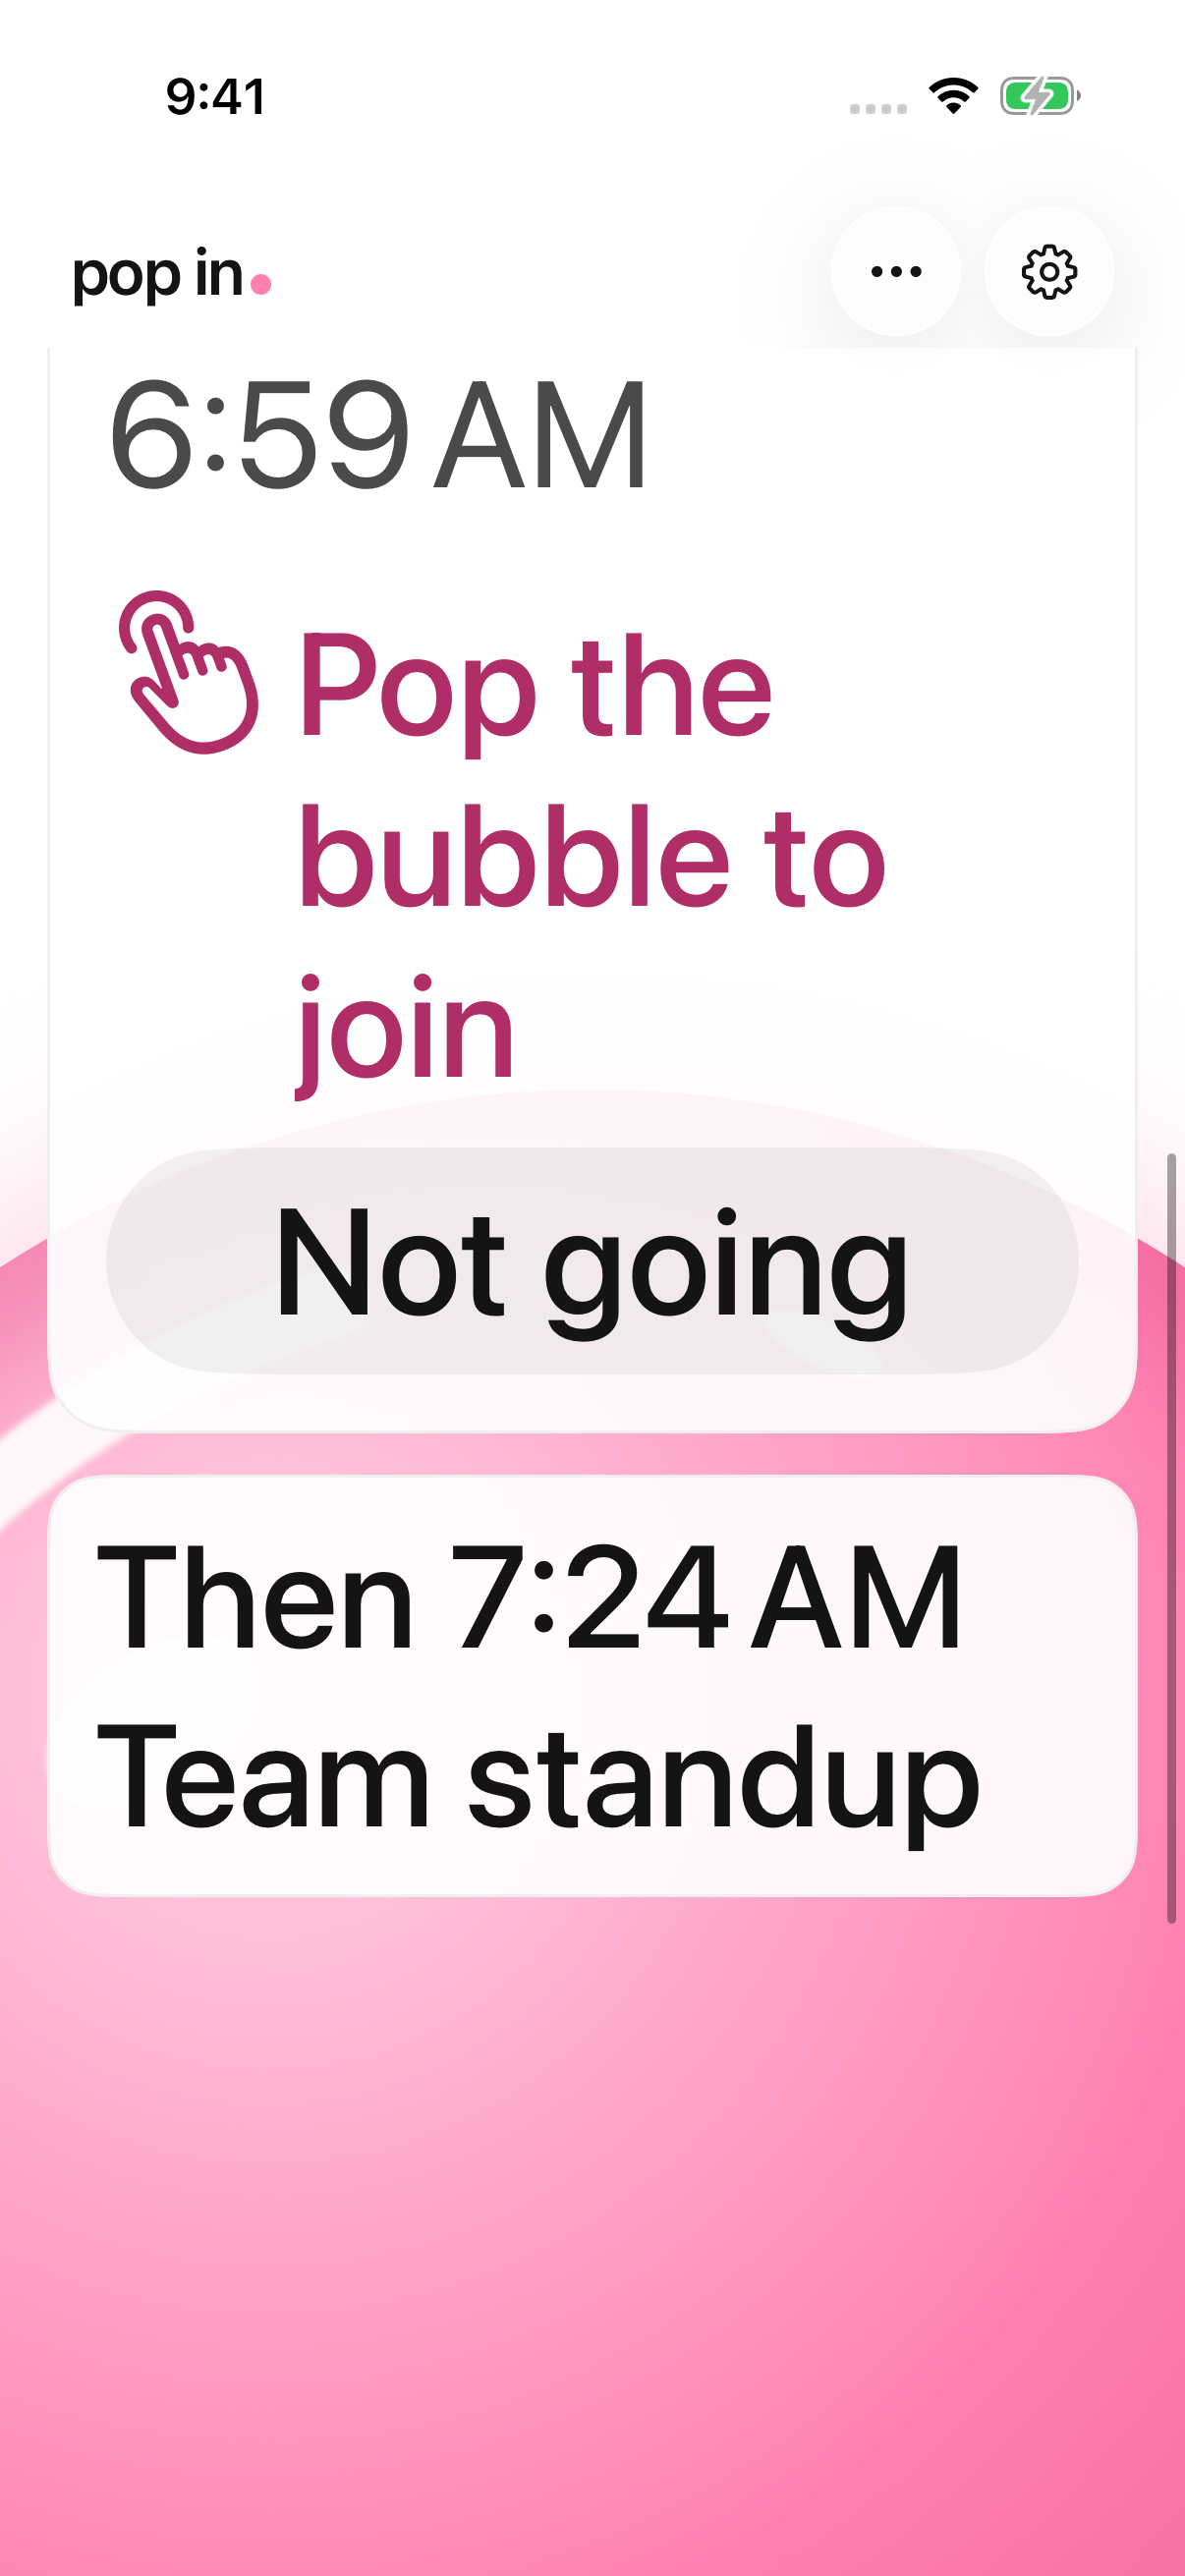 9:41
pop in
6:59 AM
Pop the
bubble to
join
Not going
Then 7:24 AM
Team standup